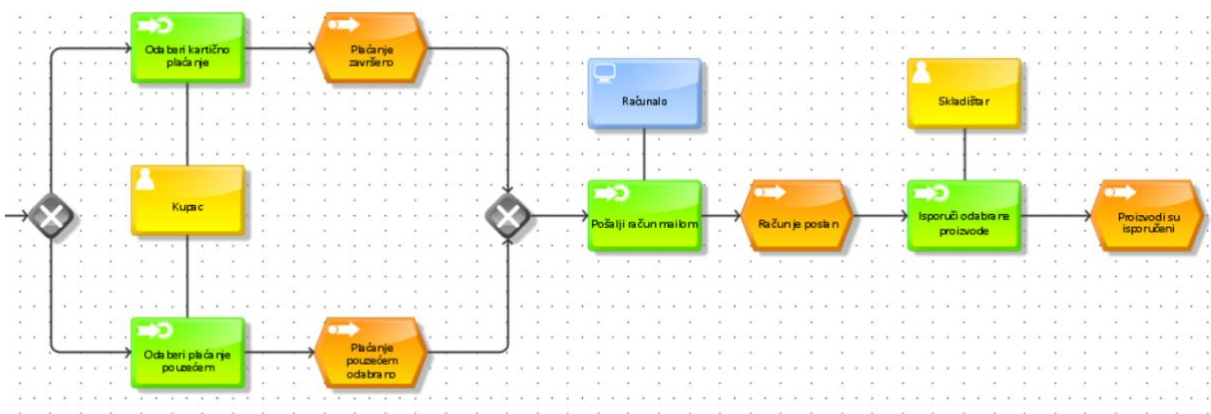 Odaberi kartično
plaćanje
Plaćanje
završeno
Računalo
Skladištar
Kupac
Pošalji račun mailom
Račun je poslan
Isporuči odabrane
proizvode
Proizvodi su
isporučeni
Odaberi plaćanje
pouzećem
Plaćanje
pouzećem
odabrano